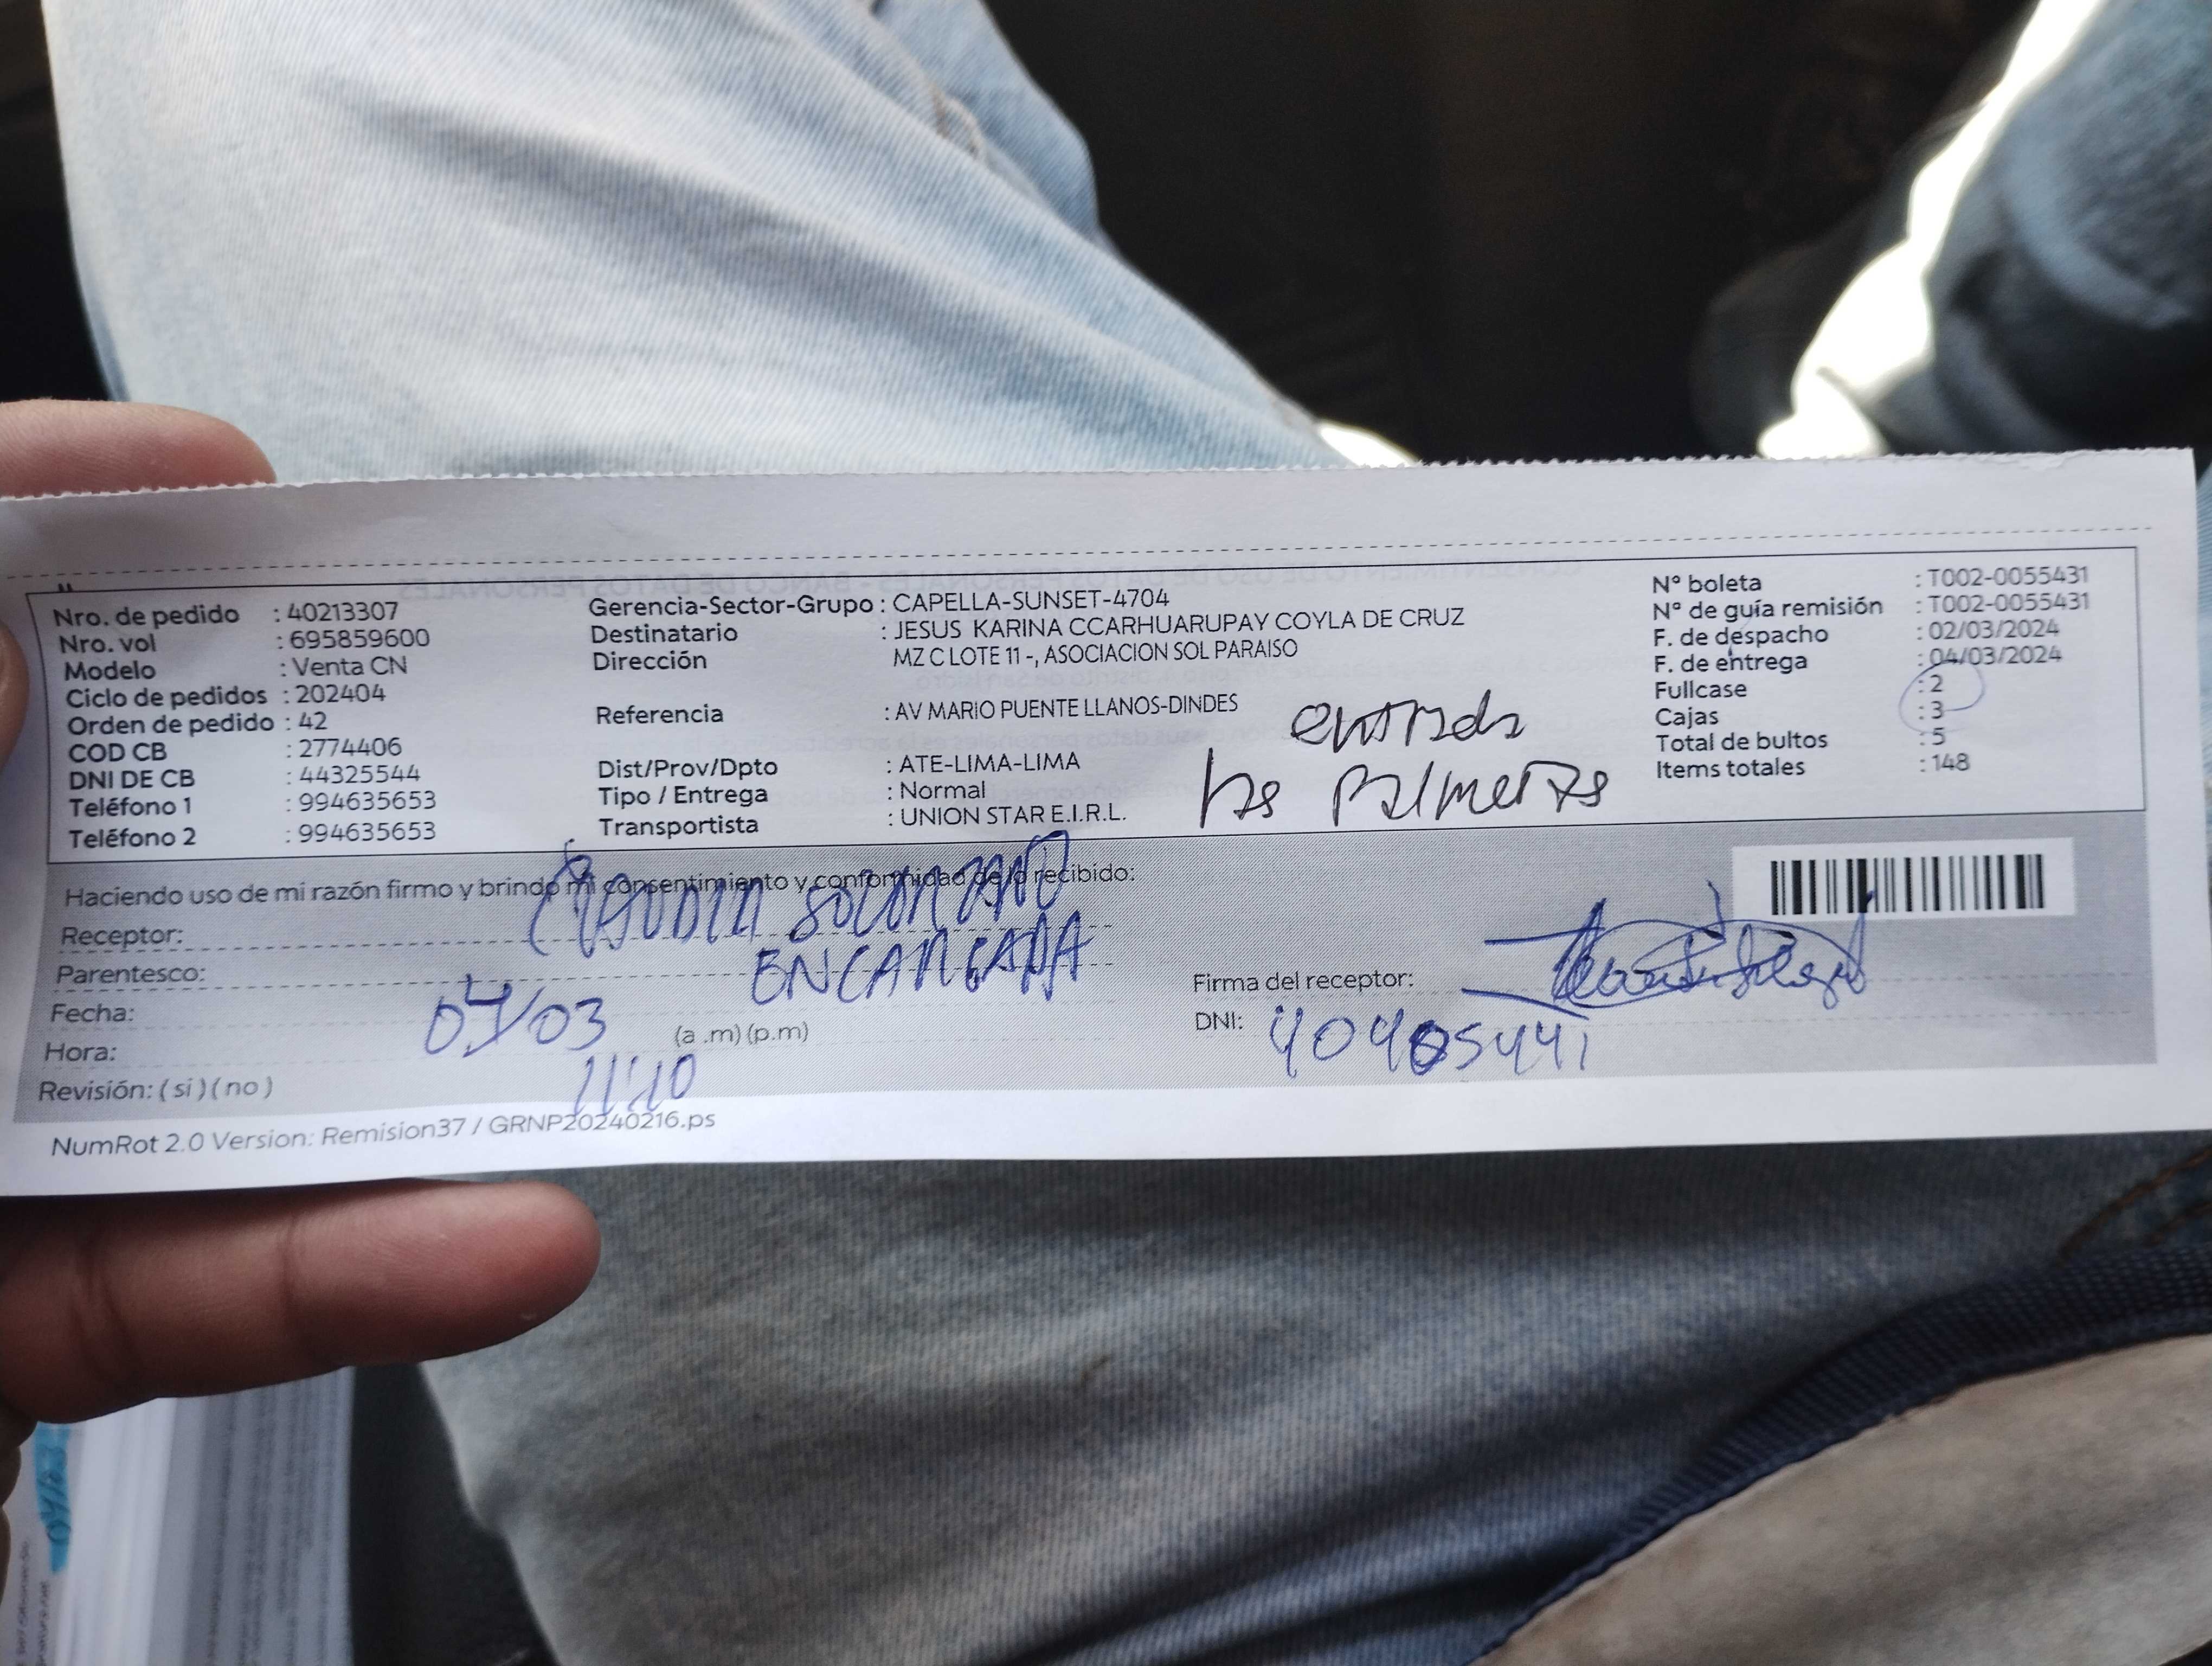 Nro. de pedido : 40213307
Nro. vol : 695859600
Modelo : Venta CN
Ciclo de pedidos : 202404
Orden de pedido : 42
COD CB : 2774406
DNI DE CB : 44325544
Teléfono 1 : 994635653
Teléfono 2 : 994635653
Gerencia-Sector-Grupo : CAPELLA-SUNSET-4704
Destinatario : JESUS KARINA CCARHUARUPAY COYLA DE CRUZ
Dirección MZ C LOTE 11 -, ASOCIACION SOL PARAISO
Referencia : AV MARIO PUENTE LLANOS-DINDES
Dist/Prov/Dpto : ATE-LIMA-LIMA
Tipo / Entrega : Normal
Transportista : UNION STAR E.I.R.L.
entrada
las Palmeras
N° boleta : T002-0055431
N° de guía remisión : T002-0055431
F. de despacho : 02/03/2024
F. de entrega : 04/03/2024
Fullcase : 2
Cajas : 3
Total de bultos : 5
Items totales : 148
Haciendo uso de mi razón firmo y brindo mi consentimiento y conformidad de lo recibido:
Receptor: CLAUDIA SOLORZANO
Parentesco: ENCARGADA
Fecha: 04/03
Hora: 11:10 (a .m) (p.m)
Revisión: ( si ) ( no )
Firma del receptor:
DNI: 40405441
NumRot 2.0 Version: Remision37 / GRNP20240216.ps